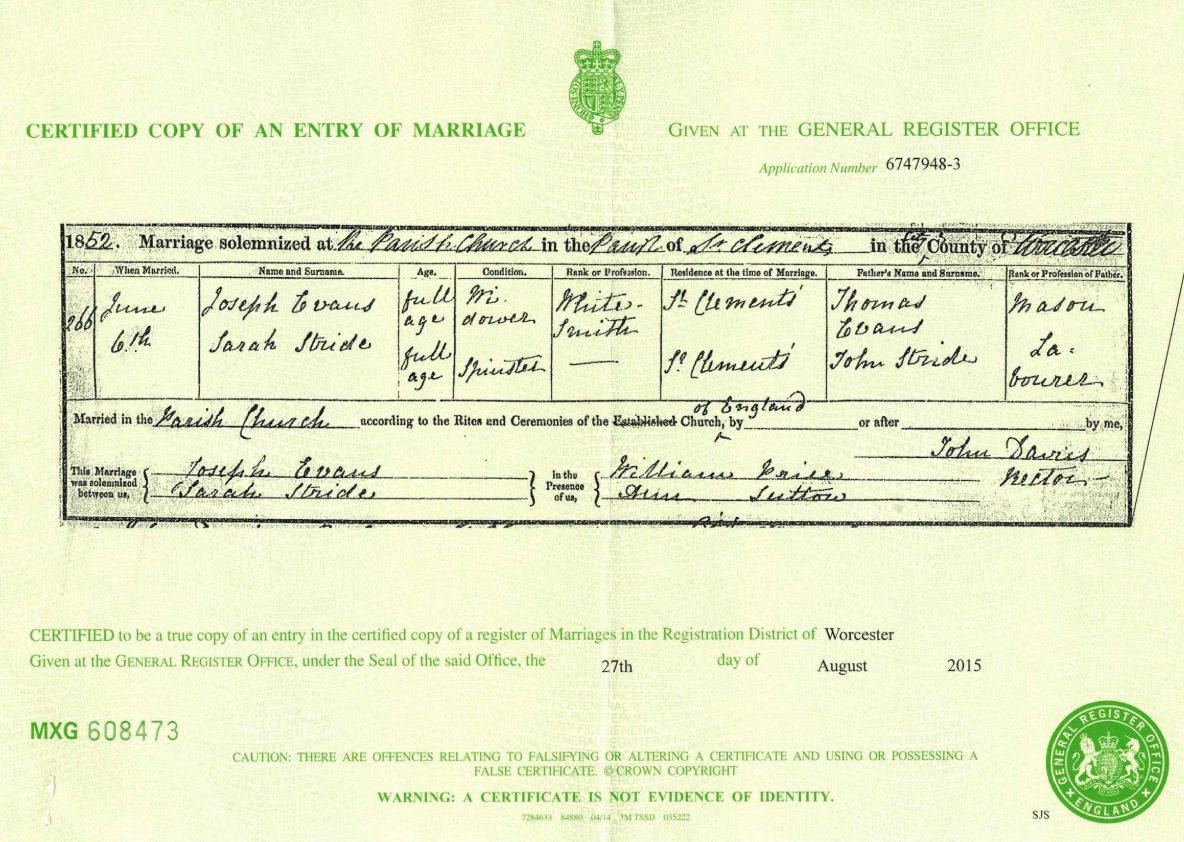 CERTIFIED COPY OF AN ENTRY OF MARRIAGE
GIVEN AT THE GENERAL REGISTER OFFICE
Application Number 6747948-3
1852. Marriage solemnized at the Parish Church in the Parish of St Clements in the County of Worcester
No. When Married. Name and Surname. Age. Condition. Rank or Profession. Residence at the time of Marriage. Father's Name and Surname. Rank or Profession of Father.
266 June 6th
Joseph Evans full age Wi. dower White- Smith St Clements' Thomas Evans Mason
Sarah Stride full age Spinster — St Clements' John Stride La- bourer
of England
Married in the Parish Church according to the Rites and Ceremonies of the Established Church, by or after by me,
John Davis
Rector
This Marriage was solemnized between us, Joseph Evans Sarah Stride
in the Presence of us, William Ann Sutton
CERTIFIED to be a true copy of an entry in the certified copy of a register of Marriages in the Registration District of Worcester
Given at the GENERAL REGISTER OFFICE, under the Seal of the said Office, the 27th day of August 2015
MXG 608473
CAUTION: THERE ARE OFFENCES RELATING TO FALSIFYING OR ALTERING A CERTIFICATE AND USING OR POSSESSING A
FALSE CERTIFICATE. © CROWN COPYRIGHT
WARNING: A CERTIFICATE IS NOT EVIDENCE OF IDENTITY.
7284633 84880 04/14 3M TSSD 035222
SJS
GENERAL REGISTER OFFICE
ENGLAND